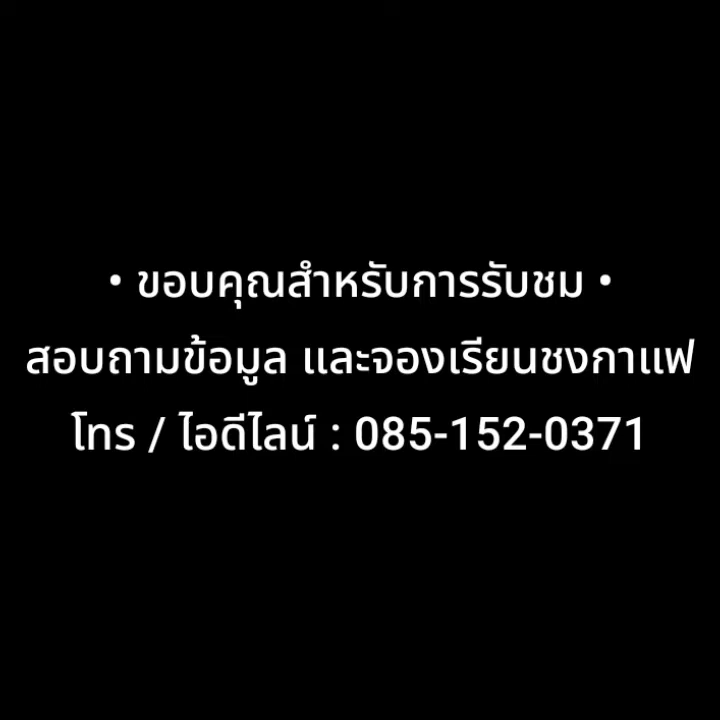 • ขอบคุณสำหรับการรับชม •
สอบถามข้อมูล และจองเรียนชงกาแฟ
โทร / ไอดีไลน์ : 085-152-0371